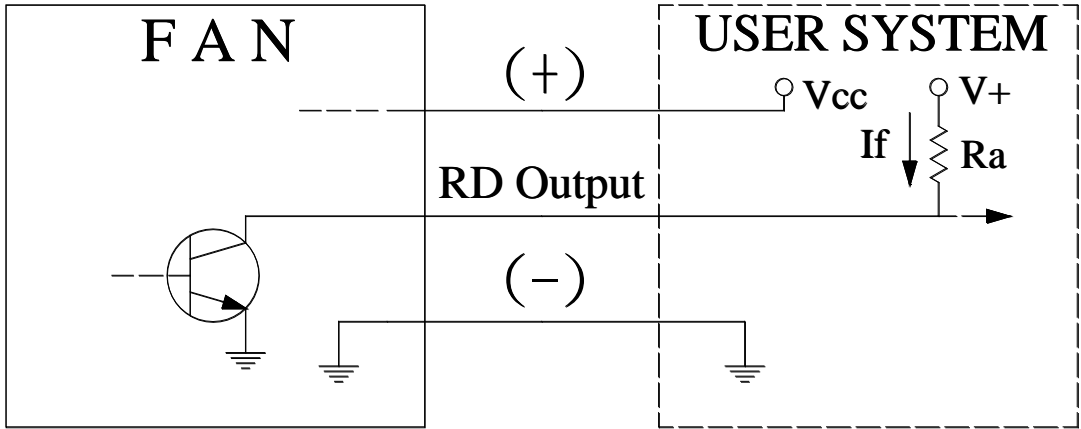 F A N
USER SYSTEM
(+)
Vcc
V+
If
Ra
RD Output
(−)